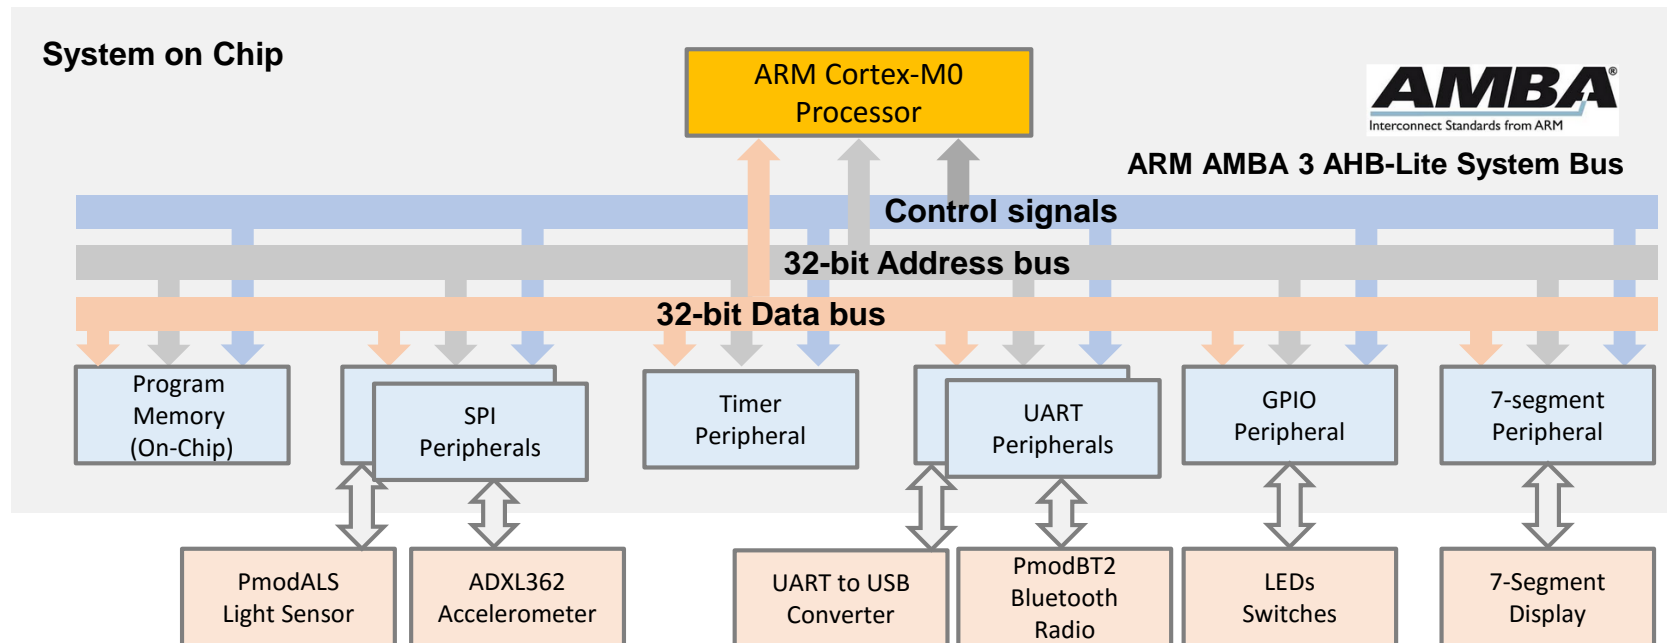 System on Chip
ARM Cortex-M0
Processor
AMBA®
Interconnect Standards from ARM
ARM AMBA 3 AHB-Lite System Bus
Control signals
32-bit Address bus
32-bit Data bus
Program
Memory
(On-Chip)
SPI
Peripherals
Timer
Peripheral
UART
Peripherals
GPIO
Peripheral
7-segment
Peripheral
PmodALS
Light Sensor
ADXL362
Accelerometer
UART to USB
Converter
PmodBT2
Bluetooth
Radio
LEDs
Switches
7-Segment
Display